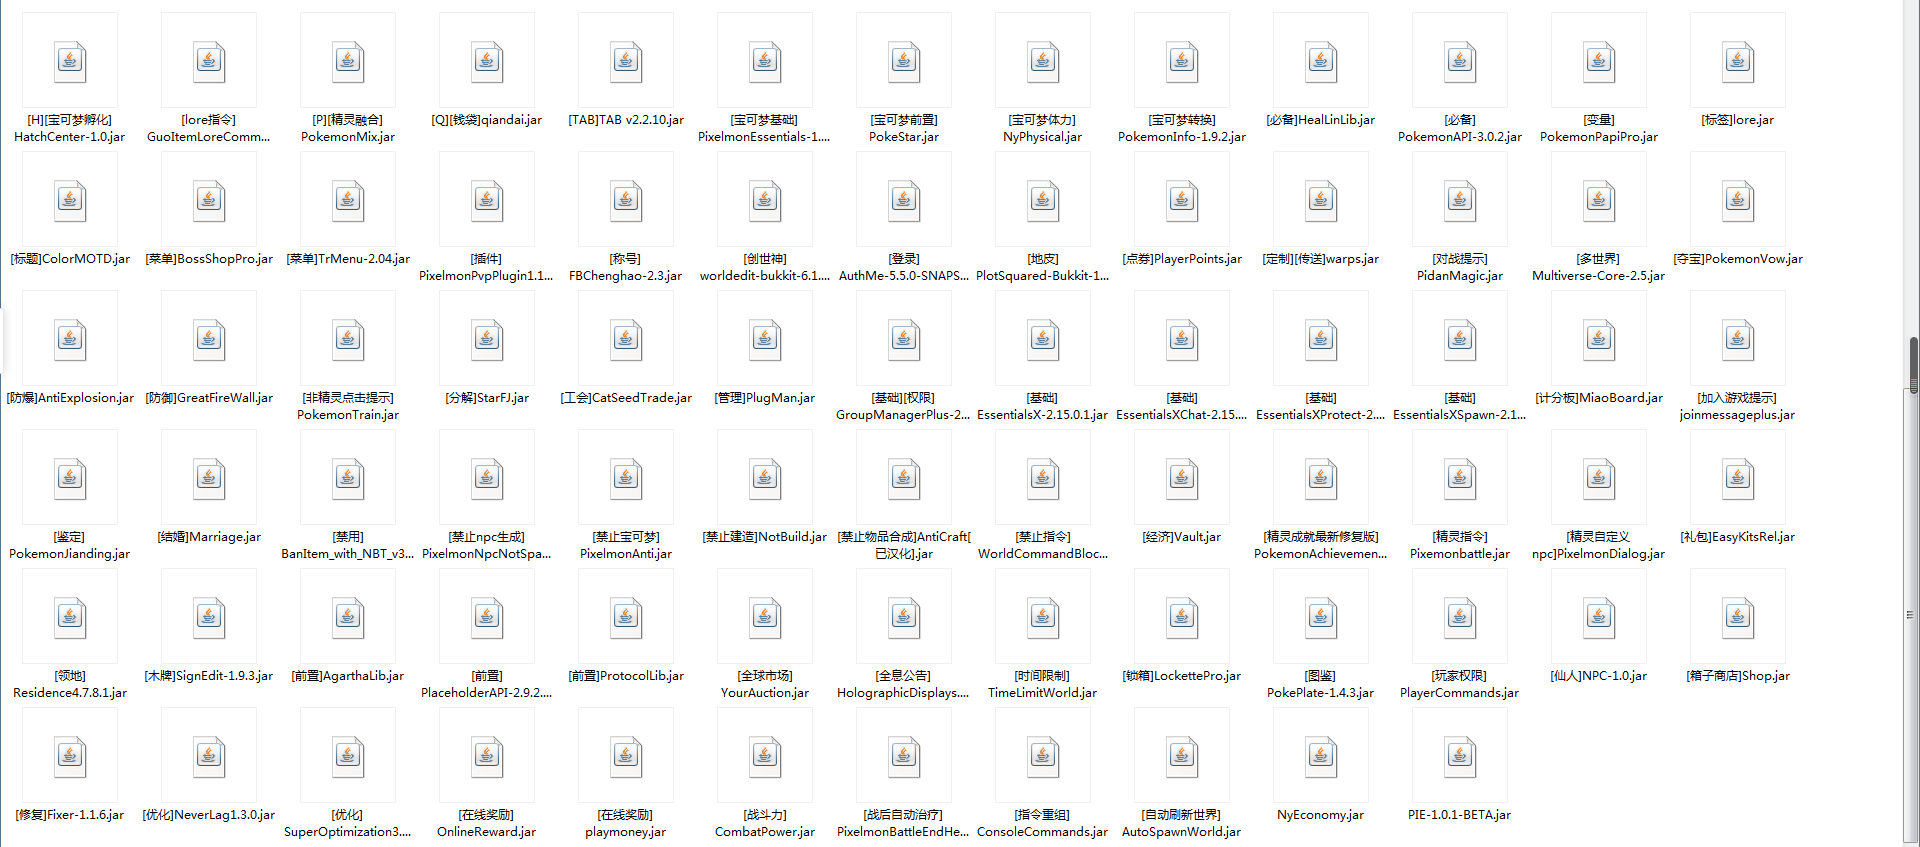 [H][宝可梦孵化]
HatchCenter-1.0.jar
[lore指令]
GuoItemLoreComm...
[P][精灵融合]
PokemonMix.jar
[Q][钱袋]qiandai.jar
[TAB]TAB v2.2.10.jar
[宝可梦基础]
PixelmonEssentials-1....
[宝可梦前置]
PokeStar.jar
[宝可梦体力]
NyPhysical.jar
[宝可梦转换]
PokemonInfo-1.9.2.jar
[必备]HealLinLib.jar
[必备]
PokemonAPI-3.0.2.jar
[变量]
PokemonPapiPro.jar
[标签]lore.jar
[标题]ColorMOTD.jar
[菜单]BossShopPro.jar
[菜单]TrMenu-2.04.jar
[插件]
PixelmonPvpPlugin1.1...
[称号]
FBChenghao-2.3.jar
[创世神]
worldedit-bukkit-6.1....
[登录]
AuthMe-5.5.0-SNAPS...
[地皮]
PlotSquared-Bukkit-1...
[点券]PlayerPoints.jar
[定制][传送]warps.jar
[对战提示]
PidanMagic.jar
[多世界]
Multiverse-Core-2.5.jar
[夺宝]PokemonVow.jar
[防爆]AntiExplosion.jar
[防御]GreatFireWall.jar
[非精灵点击提示]
PokemonTrain.jar
[分解]StarFJ.jar
[工会]CatSeedTrade.jar
[管理]PlugMan.jar
[基础][权限]
GroupManagerPlus-2...
[基础]
EssentialsX-2.15.0.1.jar
[基础]
EssentialsXChat-2.15....
[基础]
EssentialsXProtect-2....
[基础]
EssentialsXSpawn-2.1...
[计分板]MiaoBoard.jar
[加入游戏提示]
joinmessageplus.jar
[鉴定]
PokemonJianding.jar
[结婚]Marriage.jar
[禁用]
BanItem_with_NBT_v3...
[禁止npc生成]
PixelmonNpcNotSpa...
[禁止宝可梦]
PixelmonAnti.jar
[禁止建造]NotBuild.jar
[禁止物品合成]AntiCraft[
已汉化].jar
[禁止指令]
WorldCommandBloc...
[经济]Vault.jar
[精灵成就最新修复版]
PokemonAchievemen...
[精灵指令]
Pixemonbattle.jar
[精灵自定义
npc]PixelmonDialog.jar
[礼包]EasyKitsRel.jar
[领地]
Residence4.7.8.1.jar
[木牌]SignEdit-1.9.3.jar
[前置]AgarthaLib.jar
[前置]
PlaceholderAPI-2.9.2....
[前置]ProtocolLib.jar
[全球市场]
YourAuction.jar
[全息公告]
HolographicDisplays....
[时间限制]
TimeLimitWorld.jar
[锁箱]LockettePro.jar
[图鉴]
PokePlate-1.4.3.jar
[玩家权限]
PlayerCommands.jar
[仙人]NPC-1.0.jar
[箱子商店]Shop.jar
[修复]Fixer-1.1.6.jar
[优化]NeverLag1.3.0.jar
[优化]
SuperOptimization3....
[在线奖励]
OnlineReward.jar
[在线奖励]
playmoney.jar
[战斗力]
CombatPower.jar
[战后自动治疗]
PixelmonBattleEndHe...
[指令重组]
ConsoleCommands.jar
[自动刷新世界]
AutoSpawnWorld.jar
NyEconomy.jar
PIE-1.0.1-BETA.jar